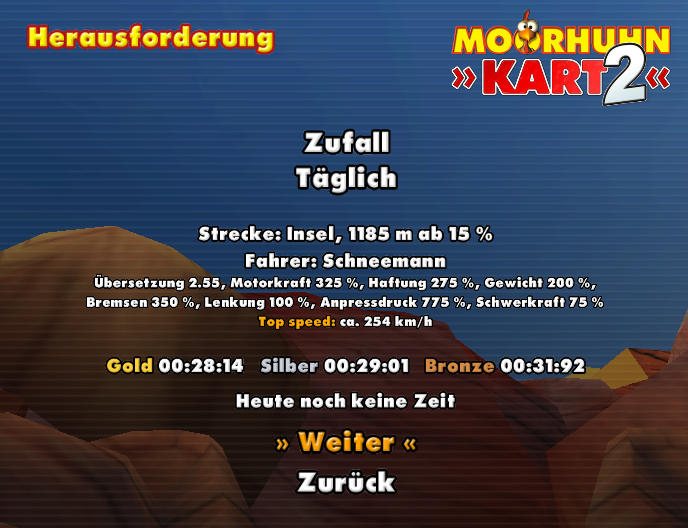 Herausforderung
MOORHUHN
» KART 2 «
Zufall
Täglich
Strecke: Insel, 1185 m ab 15 %
Fahrer: Schneemann
Übersetzung 2.55, Motorkraft 325 %, Haftung 275 %, Gewicht 200 %,
Bremsen 350 %, Lenkung 100 %, Anpressdruck 775 %, Schwerkraft 75 %
Top speed: ca. 254 km/h
Gold 00:28:14 Silber 00:29:01 Bronze 00:31:92
Heute noch keine Zeit
» Weiter «
Zurück